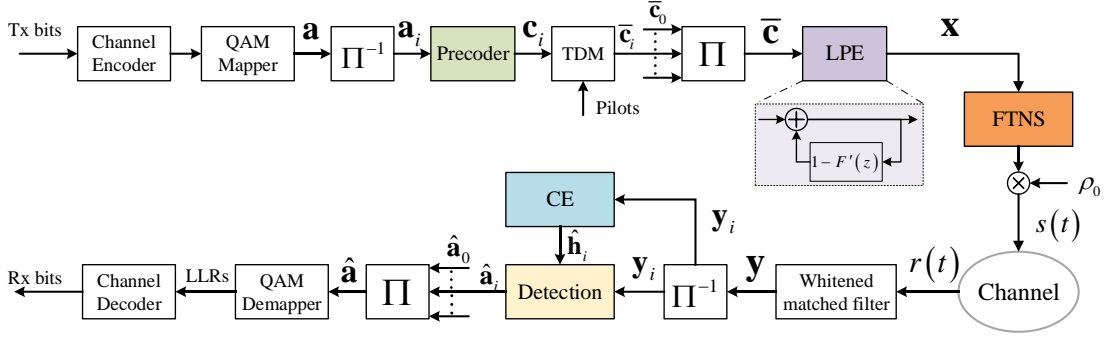 Tx bits
Channel Encoder
QAM Mapper
𝐚
Π⁻¹
𝐚ᵢ
Precoder
𝐜ᵢ
TDM
Pilots
𝐜̄ᵢ
𝐜̄₀
Π
𝐜̄
LPE
1 − F′(z)
𝐱
FTNS
ρ₀
s(t)
Channel
r(t)
Whitened matched filter
𝐲
Π⁻¹
𝐲ᵢ
𝐲ᵢ
CE
𝐡̂ᵢ
Detection
𝐚̂ᵢ
𝐚̂₀
Π
𝐚̂
QAM Demapper
LLRs
Channel Decoder
Rx bits